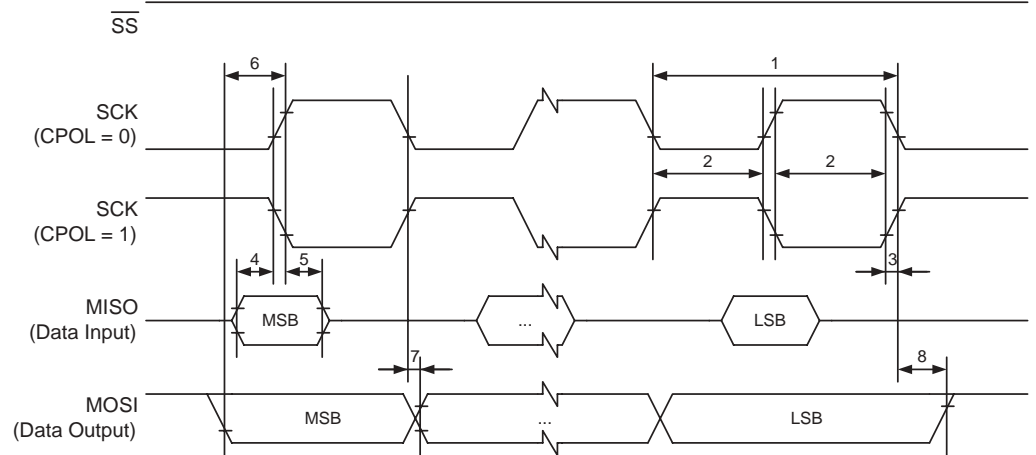 SS
6
1
SCK
(CPOL = 0)
2
2
SCK
(CPOL = 1)
4
5
3
MISO
(Data Input)
MSB
...
LSB
7
8
MOSI
(Data Output)
MSB
...
LSB